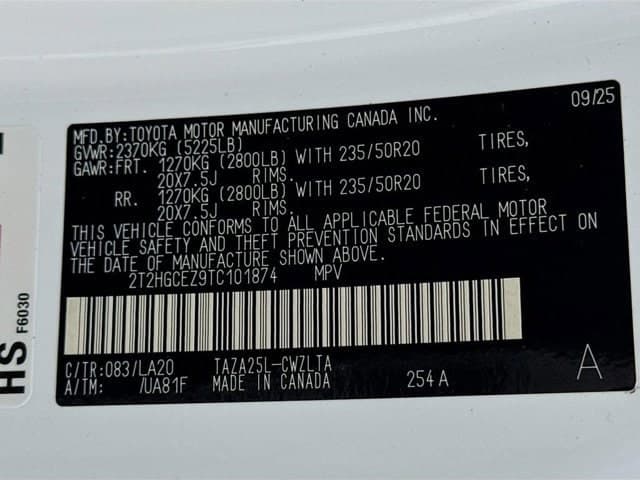 09/25
MFD.BY:TOYOTA MOTOR MANUFACTURING CANADA INC.
GVWR:2370KG (5225LB)
GAWR:FRT. 1270KG (2800LB) WITH 235/50R20 TIRES,
20X7.5J RIMS.
RR. 1270KG (2800LB) WITH 235/50R20 TIRES,
20X7.5J RIMS.
THIS VEHICLE CONFORMS TO ALL APPLICABLE FEDERAL MOTOR
VEHICLE SAFETY AND THEFT PREVENTION STANDARDS IN EFFECT ON
THE DATE OF MANUFACTURE SHOWN ABOVE.
2T2HGCEZ9TC101874 MPV
C/TR:083/LA20 TAZA25L-CWZLTA
A/TM: /UA81F MADE IN CANADA 254A
A
HS
F6030